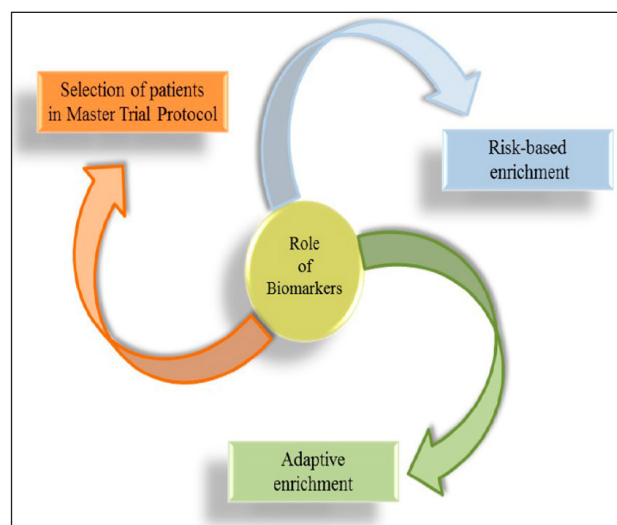 Selection of patients
in Master Trial Protocol
Risk-based
enrichment
Role
of
Biomarkers
Adaptive
enrichment